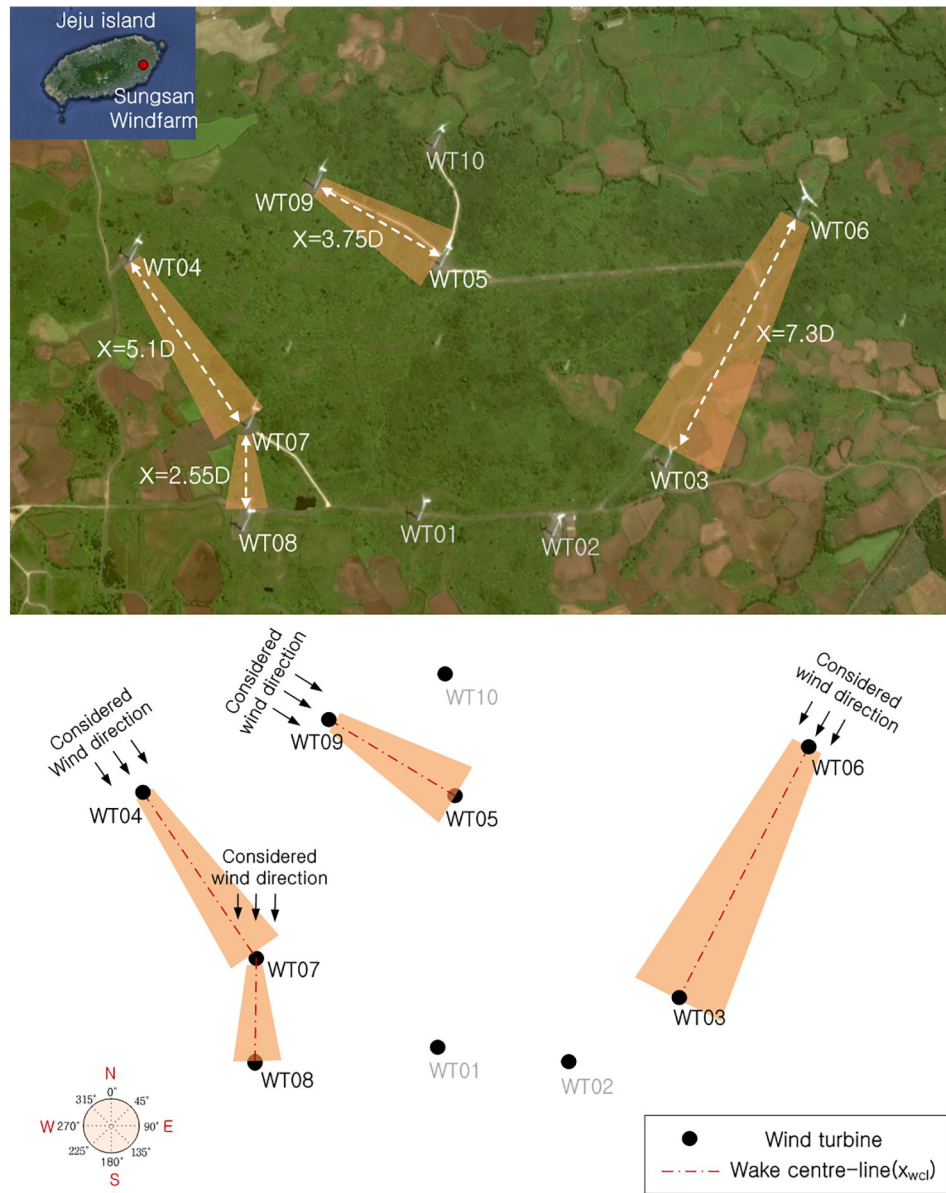 Jeju island
Sungsan
Windfarm
WT10
WT09
X=3.75D
WT06
WT04
WT05
X=5.1D
X=7.3D
WT07
X=2.55D
WT03
WT08
WT01
WT02
Considered
wind direction
Considered
wind direction
WT10
Considered
Wind direction
WT09
WT06
WT04
WT05
Considered
wind direction
WT07
WT03
WT08
WT01
WT02
N
0°
315°
45°
W
270°
90°
E
225°
135°
180°
S
Wind turbine
Wake centre-line(xwcl)